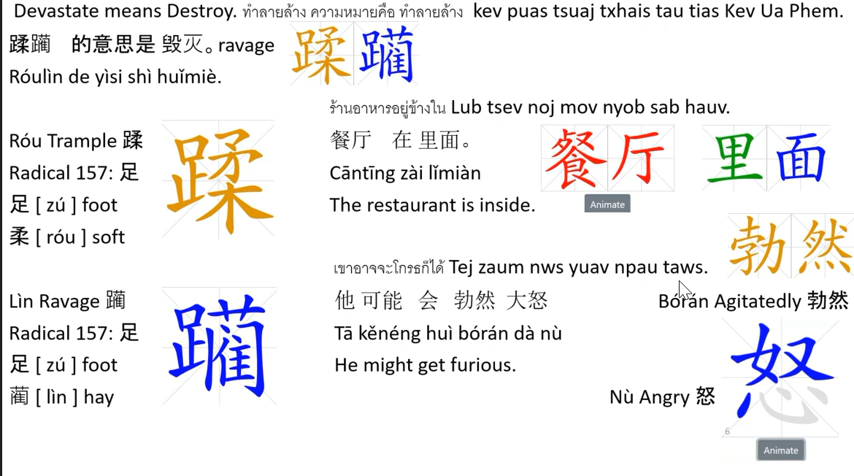 Devastate means Destroy. ทำลายล้าง ความหมายคือ ทำลายล้าง kev puas tsuaj txhais tau tias Kev Ua Phem.
蹂躏 的意思是 毁灭。ravage
蹂躏
Róulìn de yìsi shì huǐmiè.
Róu Trample 蹂
Radical 157: 足
足 [ zú ] foot
柔 [ róu ] soft
蹂
Lìn Ravage 躏
Radical 157: 足
足 [ zú ] foot
蔺 [ lìn ] hay
躏
ร้านอาหารอยู่ข้างใน Lub tsev noj mov nyob sab hauv.
餐厅 在 里面。
Cāntīng zài lǐmiàn
The restaurant is inside.
餐厅
Animate
里面
เขาอาจจะโกรธก็ได้ Tej zaum nws yuav npau taws.
他 可能 会 勃然 大怒
Tā kěnéng huì bórán dà nù
He might get furious.
勃然
Bórán Agitatedly 勃然
Nù Angry 怒
怒
6
Animate